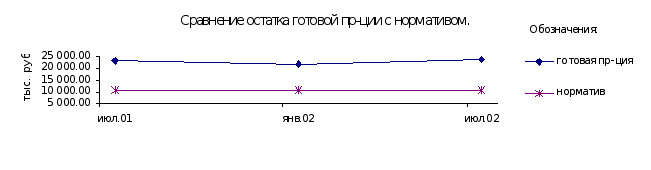 Сравнение остатка готовой пр-ции с нормативом.
Обозначения:
тыс. руб
25 000.00
20 000.00
15 000.00
10 000.00
5 000.00
июл.01 янв.02 июл.02
готовая пр-ция
норматив